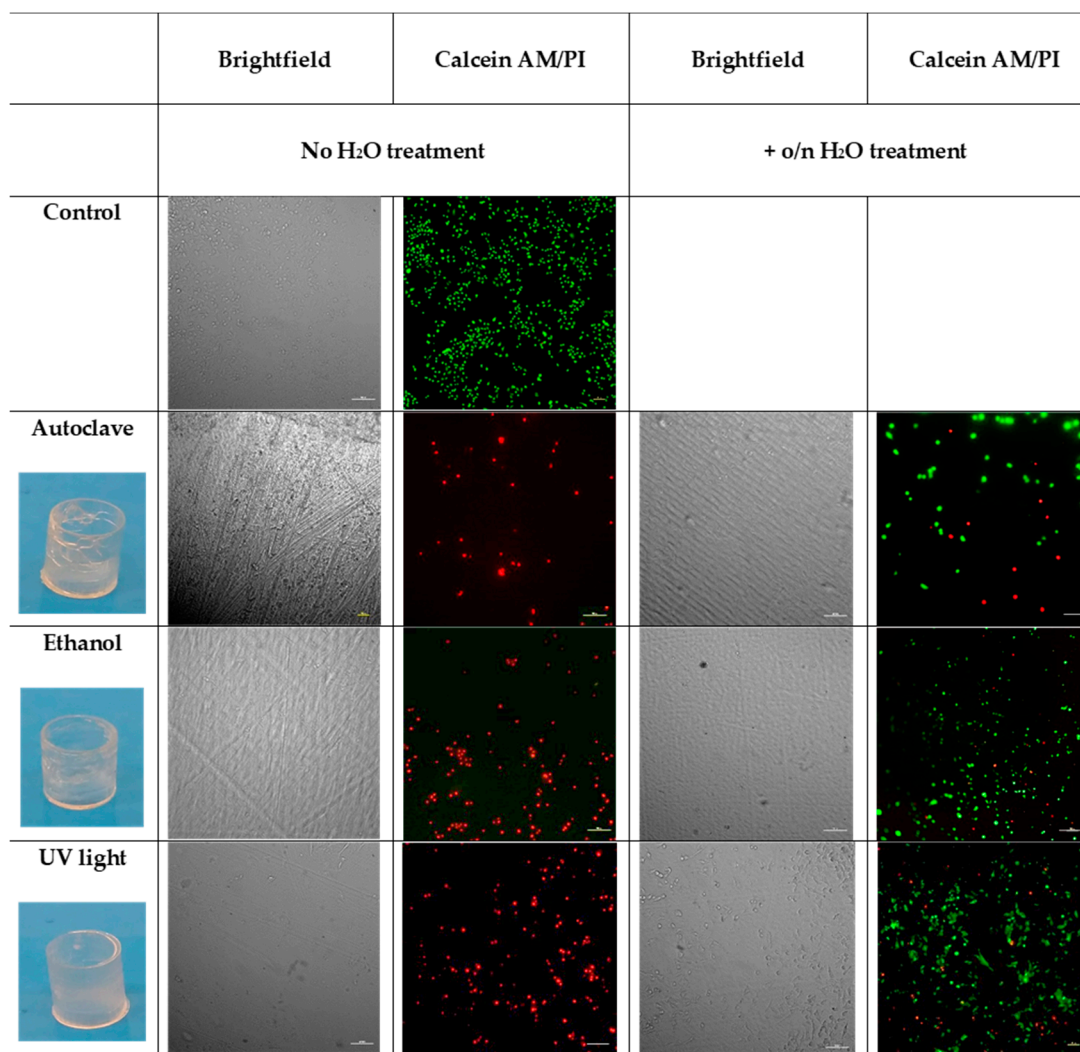 Brightfield
Calcein AM/PI
Brightfield
Calcein AM/PI
No H₂O treatment
+ o/n H₂O treatment
Control
Autoclave
Ethanol
UV light